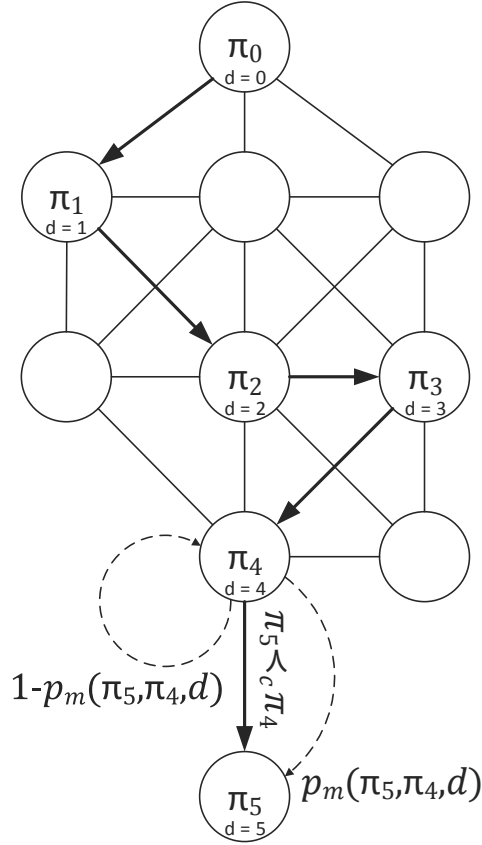 π₀
d = 0
π₁
d = 1
π₂
d = 2
π₃
d = 3
π₄
d = 4
π₅ ≺c π₄
1-pₘ(π₅,π₄,d)
pₘ(π₅,π₄,d)
π₅
d = 5